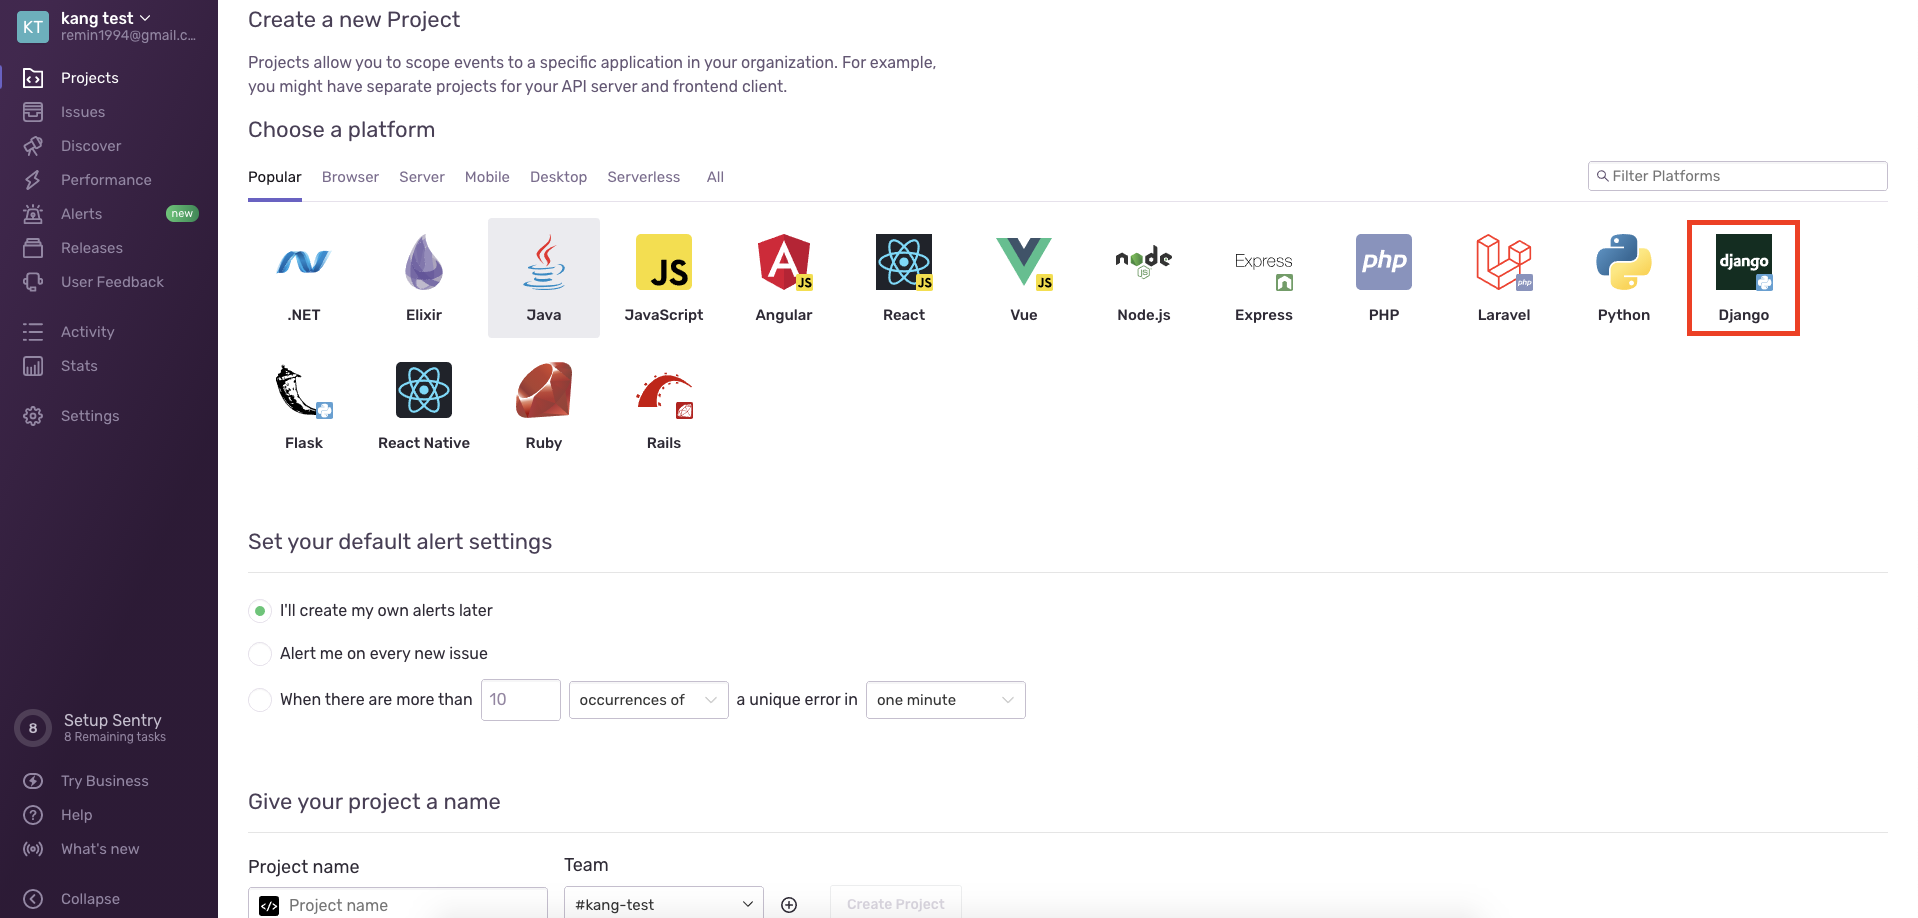 KT
kang test
remin1994@gmail.c...
Projects
Issues
Discover
Performance
Alerts
new
Releases
User Feedback
Activity
Stats
Settings
8
Setup Sentry
8 Remaining tasks
Try Business
Help
What's new
Collapse
Create a new Project
Projects allow you to scope events to a specific application in your organization. For example,
you might have separate projects for your API server and frontend client.
Choose a platform
Popular Browser Server Mobile Desktop Serverless All
Filter Platforms
JS
JS
JS
JS
node
JS
Express
php
php
django
.NET Elixir Java JavaScript Angular React Vue Node.js Express PHP Laravel Python Django
Flask React Native Ruby Rails
Set your default alert settings
I'll create my own alerts later
Alert me on every new issue
When there are more than 10 occurrences of a unique error in one minute
Give your project a name
Project name Team
Project name #kang-test Create Project